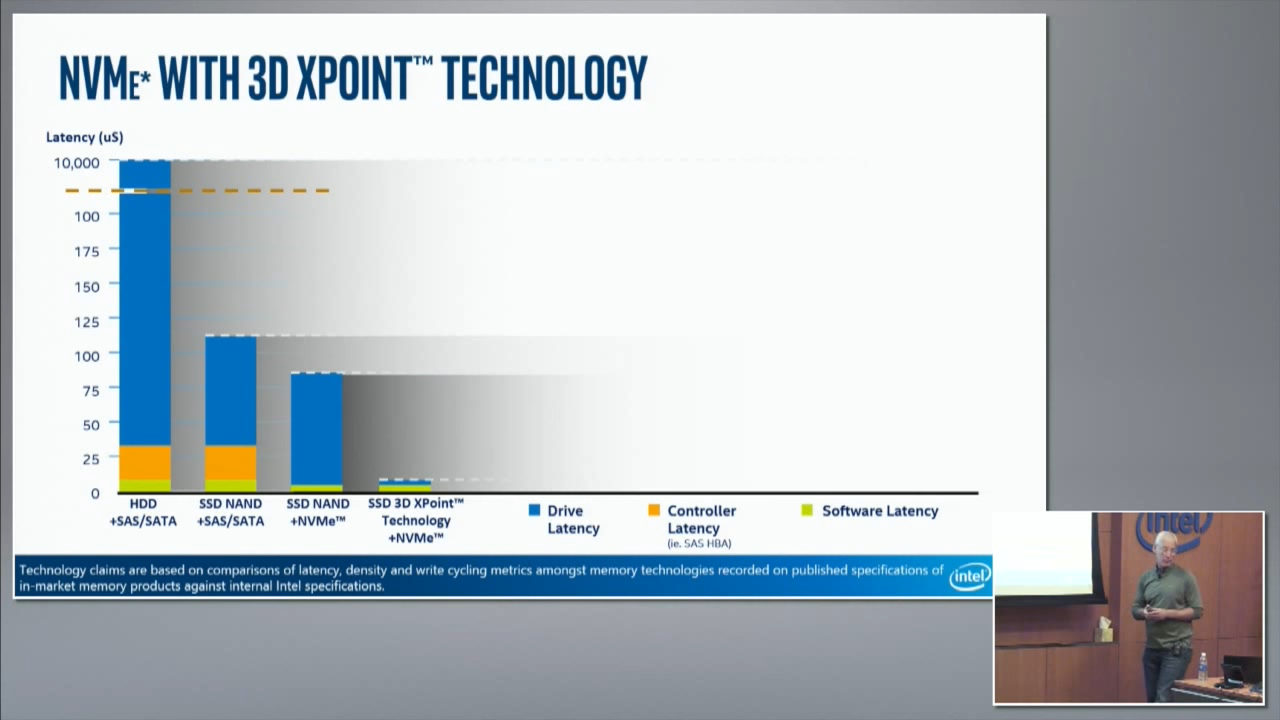 NVMe* WITH 3D XPOINT™ TECHNOLOGY
Latency (uS)
10,000
100
175
150
125
100
75
50
25
0
HDD
+SAS/SATA
SSD NAND
+SAS/SATA
SSD NAND
+NVMe™
SSD 3D XPoint™
Technology
+NVMe™
Drive
Latency
Controller
Latency
(ie. SAS HBA)
Software Latency
Technology claims are based on comparisons of latency, density and write cycling metrics amongst memory technologies recorded on published specifications of
in-market memory products against internal Intel specifications.
intel
intel